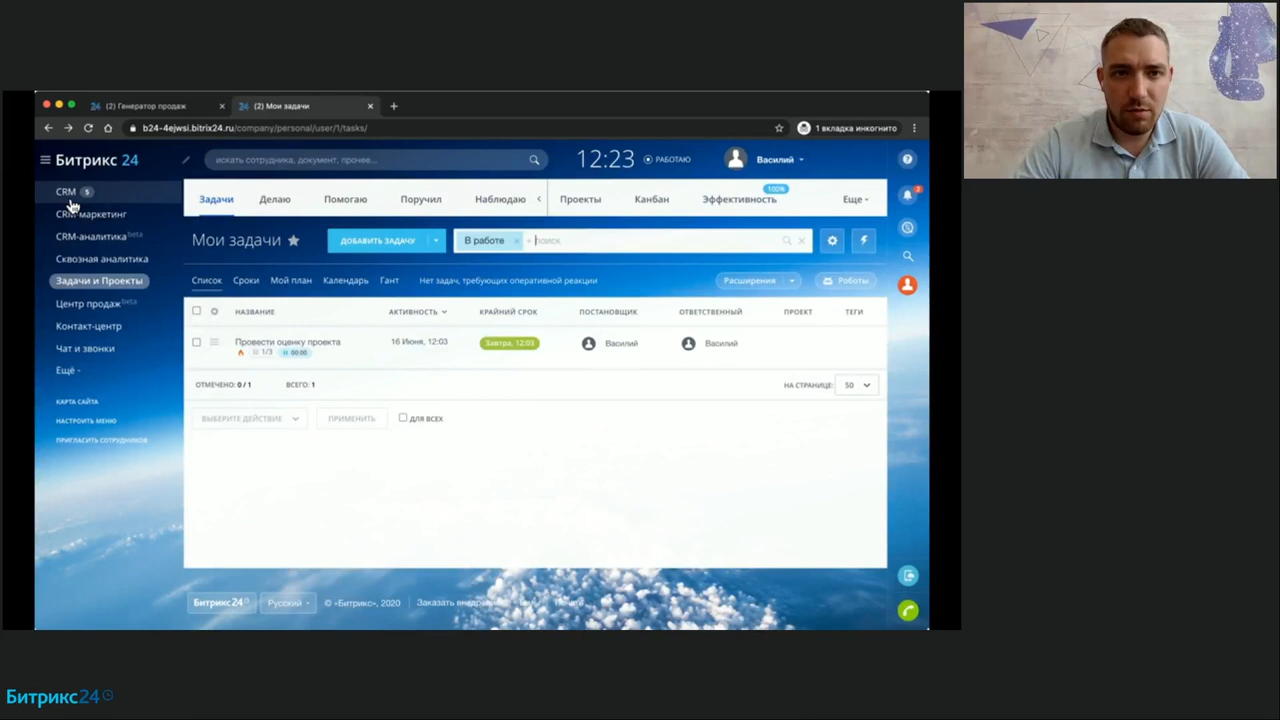 (2) Генератор продаж
(2) Мои задачи
b24-4ejwsi.bitrix24.ru/company/personal/user/1/tasks/
1 вкладка инкогнито
Битрикс 24
искать сотрудника, документ, прочее...
12:23
РАБОТАЮ
Василий
CRM 5
CRM-маркетинг
CRM-аналитика beta
Сквозная аналитика
Задачи и Проекты
Центр продаж beta
Контакт-центр
Чат и звонки
Ещё
КАРТА САЙТА
НАСТРОИТЬ МЕНЮ
ПРИГЛАСИТЬ СОТРУДНИКОВ
Задачи Делаю Помогаю Поручил Наблюдаю Проекты Канбан Эффективность 100% Еще
Мои задачи
ДОБАВИТЬ ЗАДАЧУ
В работе × + поиск
Список Сроки Мой план Календарь Гант Нет задач, требующих оперативной реакции Расширения Роботы
НАЗВАНИЕ АКТИВНОСТЬ КРАЙНИЙ СРОК ПОСТАНОВЩИК ОТВЕТСТВЕННЫЙ ПРОЕКТ ТЕГИ
Провести оценку проекта 16 Июня, 12:03 Завтра, 12:03 Василий Василий
1/3 00:00
ОТМЕЧЕНО: 0 / 1 ВСЕГО: 1 НА СТРАНИЦЕ: 50
ВЫБЕРИТЕ ДЕЙСТВИЕ ПРИМЕНИТЬ ДЛЯ ВСЕХ
2
Битрикс24 Русский © «Битрикс», 2020 Заказать
Битрикс24